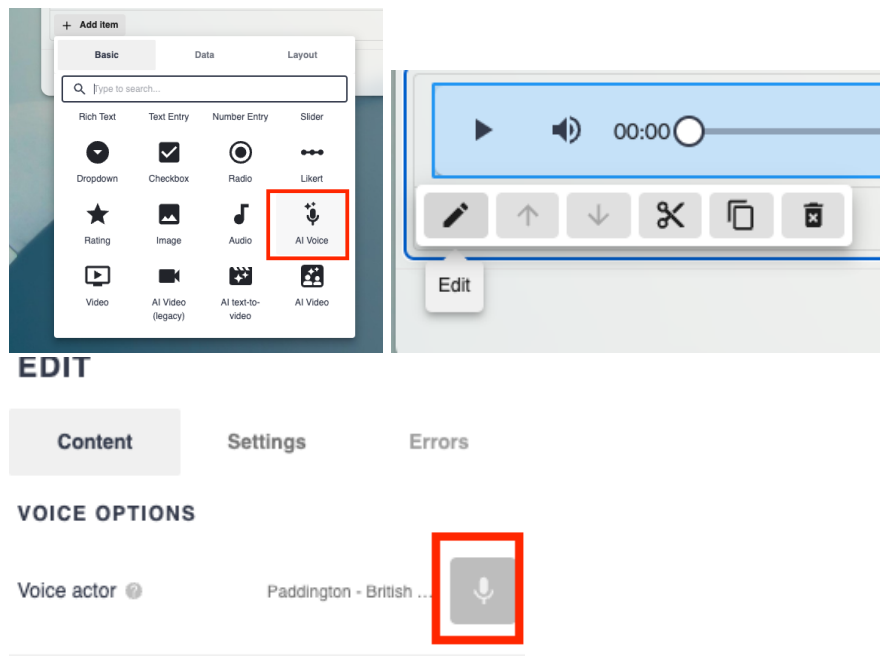 + Add item
Basic Data Layout
Type to search...
Rich Text Text Entry Number Entry Slider
Dropdown Checkbox Radio Likert
Rating Image Audio AI Voice
Video AI Video (legacy) AI text-to-video AI Video
00:00
Edit
EDIT
Content Settings Errors
VOICE OPTIONS
Voice actor ? Paddington - British ...